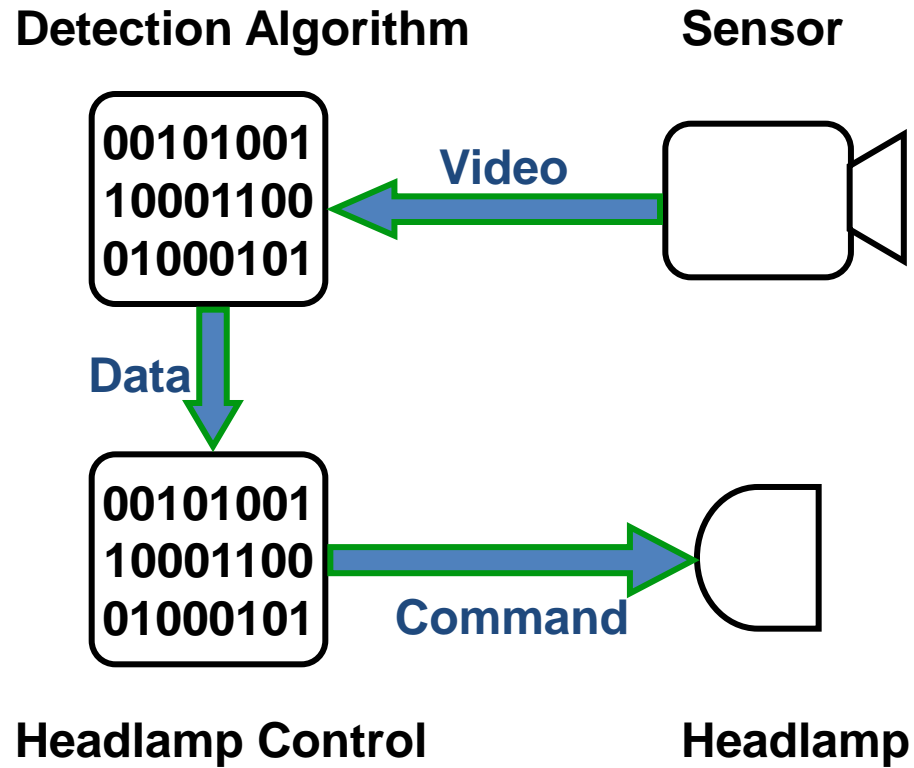 Detection Algorithm
Sensor
00101001
10001100
01000101
Video
Data
00101001
10001100
01000101
Command
Headlamp Control
Headlamp